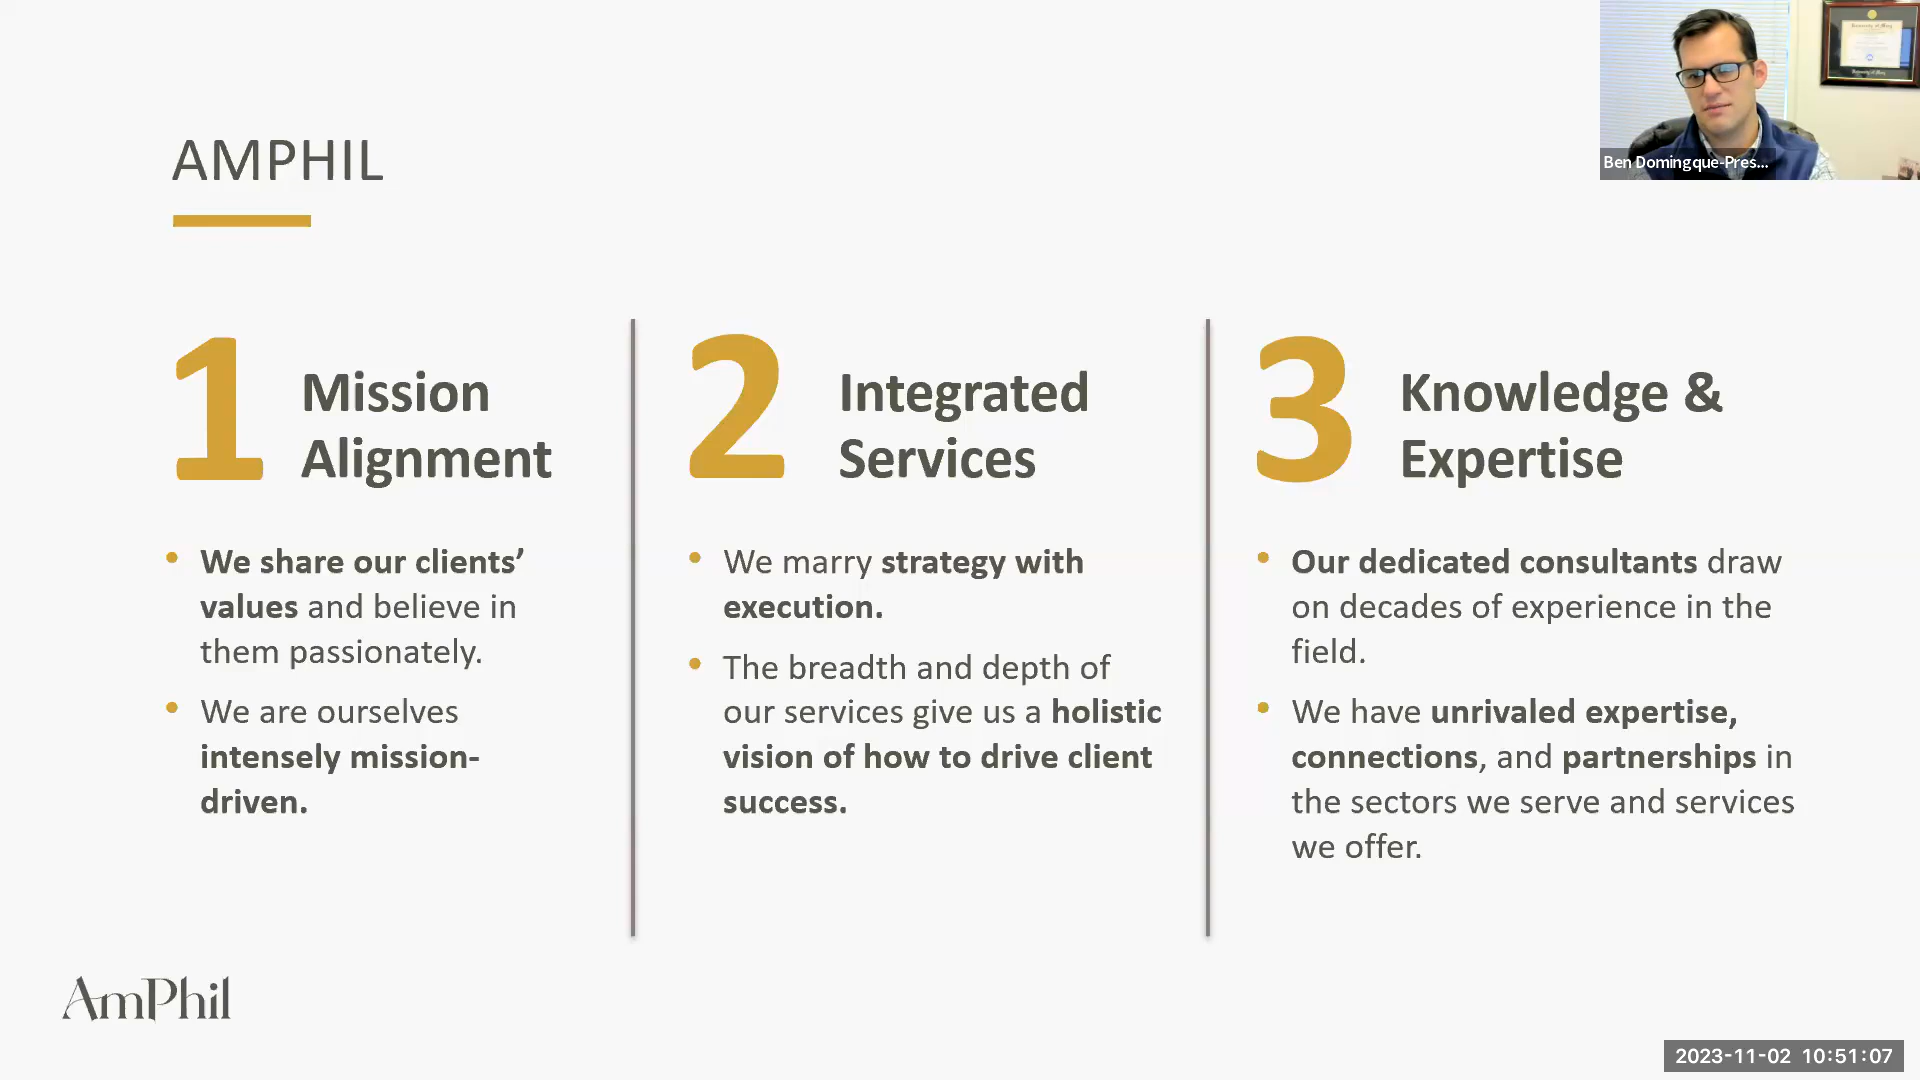 AMPHIL
Ben Domingque-Pres...
1
Mission
Alignment
We share our clients’
values and believe in
them passionately.
We are ourselves
intensely mission-
driven.
2
Integrated
Services
We marry strategy with
execution.
The breadth and depth of
our services give us a holistic
vision of how to drive client
success.
3
Knowledge &
Expertise
Our dedicated consultants draw
on decades of experience in the
field.
We have unrivaled expertise,
connections, and partnerships in
the sectors we serve and services
we offer.
AmPhil
2023-11-02 10:51:07